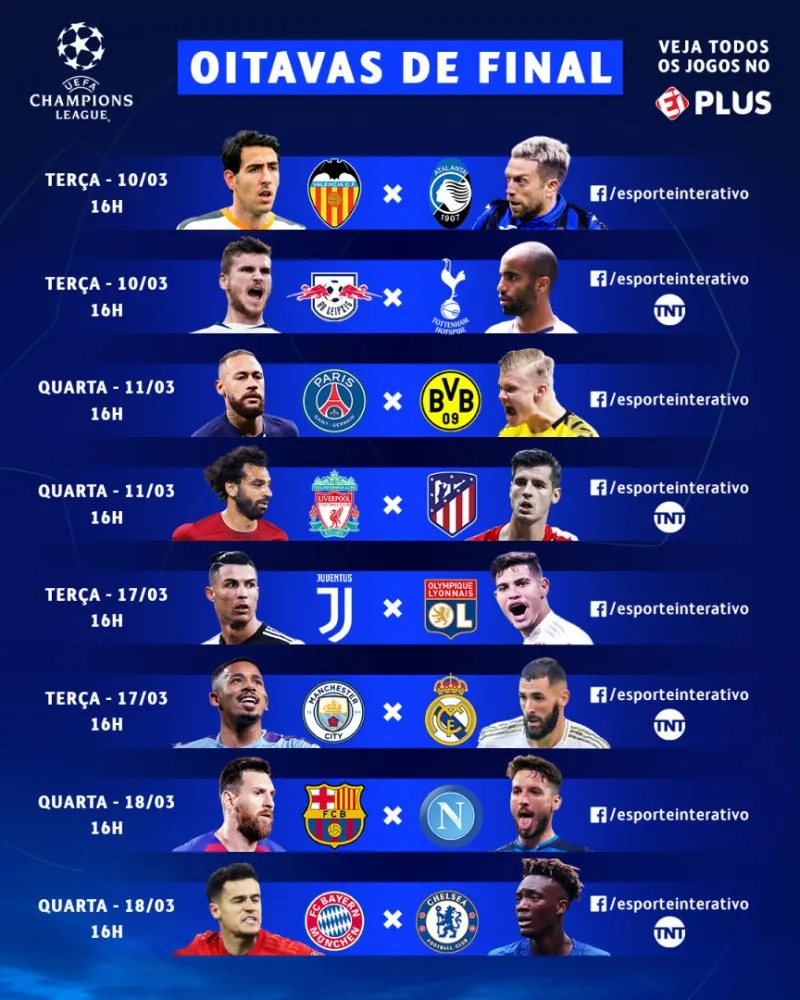 UEFA
CHAMPIONS
LEAGUE
OITAVAS DE FINAL
VEJA TODOS
OS JOGOS NO
EI PLUS
TERÇA - 10/03
16H
VALENCIA C.F.
×
ATALANTA
1907
/esporteinterativo
TERÇA - 10/03
16H
RB LEIPZIG
×
TOTTENHAM
HOTSPUR
/esporteinterativo
TNT
QUARTA - 11/03
16H
PARIS
SAINT-GERMAIN
×
BVB
09
/esporteinterativo
QUARTA - 11/03
16H
LIVERPOOL
×
/esporteinterativo
TNT
TERÇA - 17/03
16H
JUVENTUS
×
OLYMPIQUE
LYONNAIS
OL
/esporteinterativo
TERÇA - 17/03
16H
MANCHESTER
CITY
×
/esporteinterativo
TNT
QUARTA - 18/03
16H
FCB
×
N
/esporteinterativo
QUARTA - 18/03
16H
FC BAYERN
MÜNCHEN
×
CHELSEA
FOOTBALL CLUB
/esporteinterativo
TNT